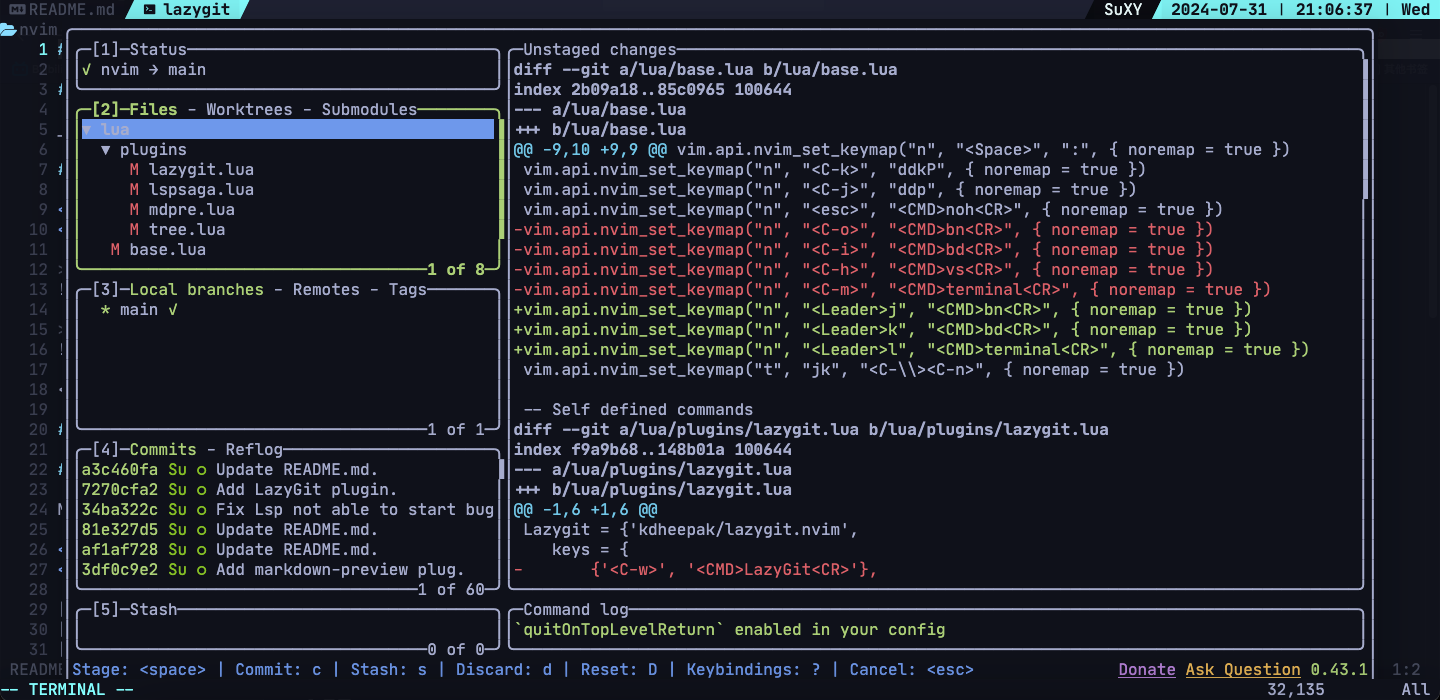 README.md lazygit SuXY 2024-07-31 | 21:06:37 | Wed
nvim
[1]─Status
√ nvim → main
[2]─Files - Worktrees - Submodules
▼ lua
▼ plugins
M lazygit.lua
M lspsaga.lua
M mdpre.lua
M tree.lua
M base.lua
1 of 8
[3]─Local branches - Remotes - Tags
* main √
1 of 1
[4]─Commits - Reflog
a3c460fa Su o Update README.md.
7270cfa2 Su o Add LazyGit plugin.
34ba322c Su o Fix Lsp not able to start bug
81e327d5 Su o Update README.md.
af1af728 Su o Update README.md.
3df0c9e2 Su o Add markdown-preview plug.
1 of 60
[5]─Stash
0 of 0
Unstaged changes
diff --git a/lua/base.lua b/lua/base.lua
index 2b09a18..85c0965 100644
--- a/lua/base.lua
+++ b/lua/base.lua
@@ -9,10 +9,9 @@ vim.api.nvim_set_keymap("n", "<Space>", ":", { noremap = true })
vim.api.nvim_set_keymap("n", "<C-k>", "ddkP", { noremap = true })
vim.api.nvim_set_keymap("n", "<C-j>", "ddp", { noremap = true })
vim.api.nvim_set_keymap("n", "<esc>", "<CMD>noh<CR>", { noremap = true })
-vim.api.nvim_set_keymap("n", "<C-o>", "<CMD>bn<CR>", { noremap = true })
-vim.api.nvim_set_keymap("n", "<C-i>", "<CMD>bd<CR>", { noremap = true })
-vim.api.nvim_set_keymap("n", "<C-h>", "<CMD>vs<CR>", { noremap = true })
-vim.api.nvim_set_keymap("n", "<C-m>", "<CMD>terminal<CR>", { noremap = true })
+vim.api.nvim_set_keymap("n", "<Leader>j", "<CMD>bn<CR>", { noremap = true })
+vim.api.nvim_set_keymap("n", "<Leader>k", "<CMD>bd<CR>", { noremap = true })
+vim.api.nvim_set_keymap("n", "<Leader>l", "<CMD>terminal<CR>", { noremap = true })
vim.api.nvim_set_keymap("t", "jk", "<C-\\><C-n>", { noremap = true })
-- Self defined commands
diff --git a/lua/plugins/lazygit.lua b/lua/plugins/lazygit.lua
index f9a9b68..148b01a 100644
--- a/lua/plugins/lazygit.lua
+++ b/lua/plugins/lazygit.lua
@@ -1,6 +1,6 @@
Lazygit = {'kdheepak/lazygit.nvim',
keys = {
- {'<C-w>', '<CMD>LazyGit<CR>'},
Command log
`quitOnTopLevelReturn` enabled in your config
1
2
3
4
5
6
7
8
9
10
11
12
13
14
15
16
17
18
19
20
21
22
23
24
25
26
27
28
29
30
31
README Stage: <space> | Commit: c | Stash: s | Discard: d | Reset: D | Keybindings: ? | Cancel: <esc> Donate Ask Question 0.43.1 1:2
-- TERMINAL -- 32,135 All